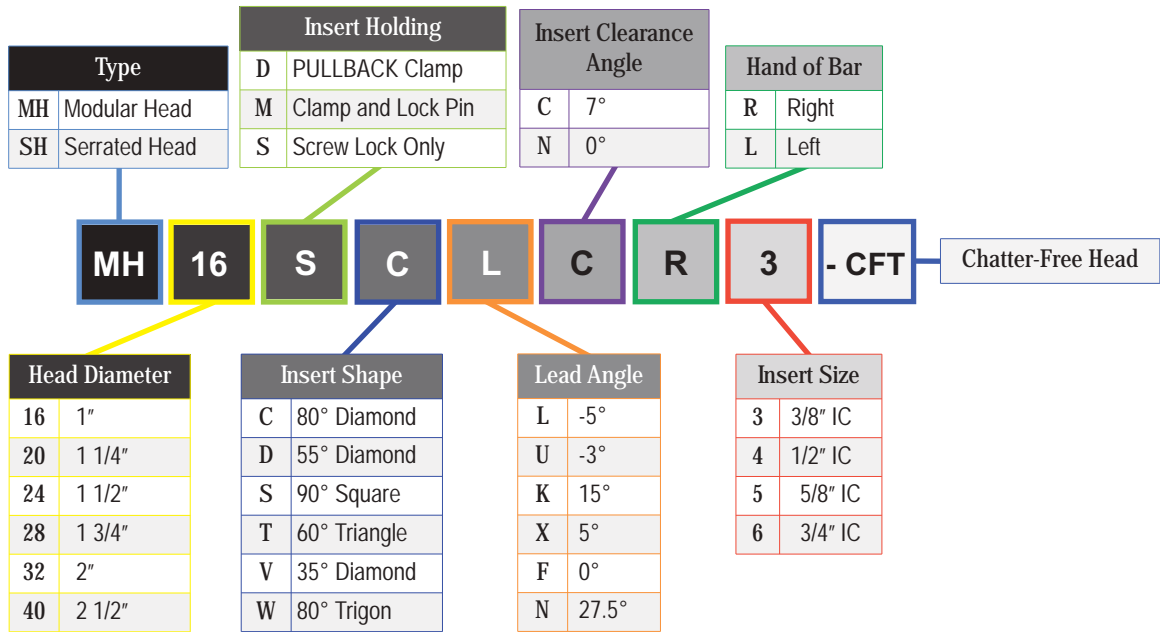 Type
MH Modular Head
SH Serrated Head
Insert Holding
D PULLBACK Clamp
M Clamp and Lock Pin
S Screw Lock Only
Insert Clearance
Angle
C 7°
N 0°
Hand of Bar
R Right
L Left
MH 16 S C L C R 3 - CFT
Chatter-Free Head
Head Diameter
16 1"
20 1 1/4"
24 1 1/2"
28 1 3/4"
32 2"
40 2 1/2"
Insert Shape
C 80° Diamond
D 55° Diamond
S 90° Square
T 60° Triangle
V 35° Diamond
W 80° Trigon
Lead Angle
L -5°
U -3°
K 15°
X 5°
F 0°
N 27.5°
Insert Size
3 3/8" IC
4 1/2" IC
5 5/8" IC
6 3/4" IC